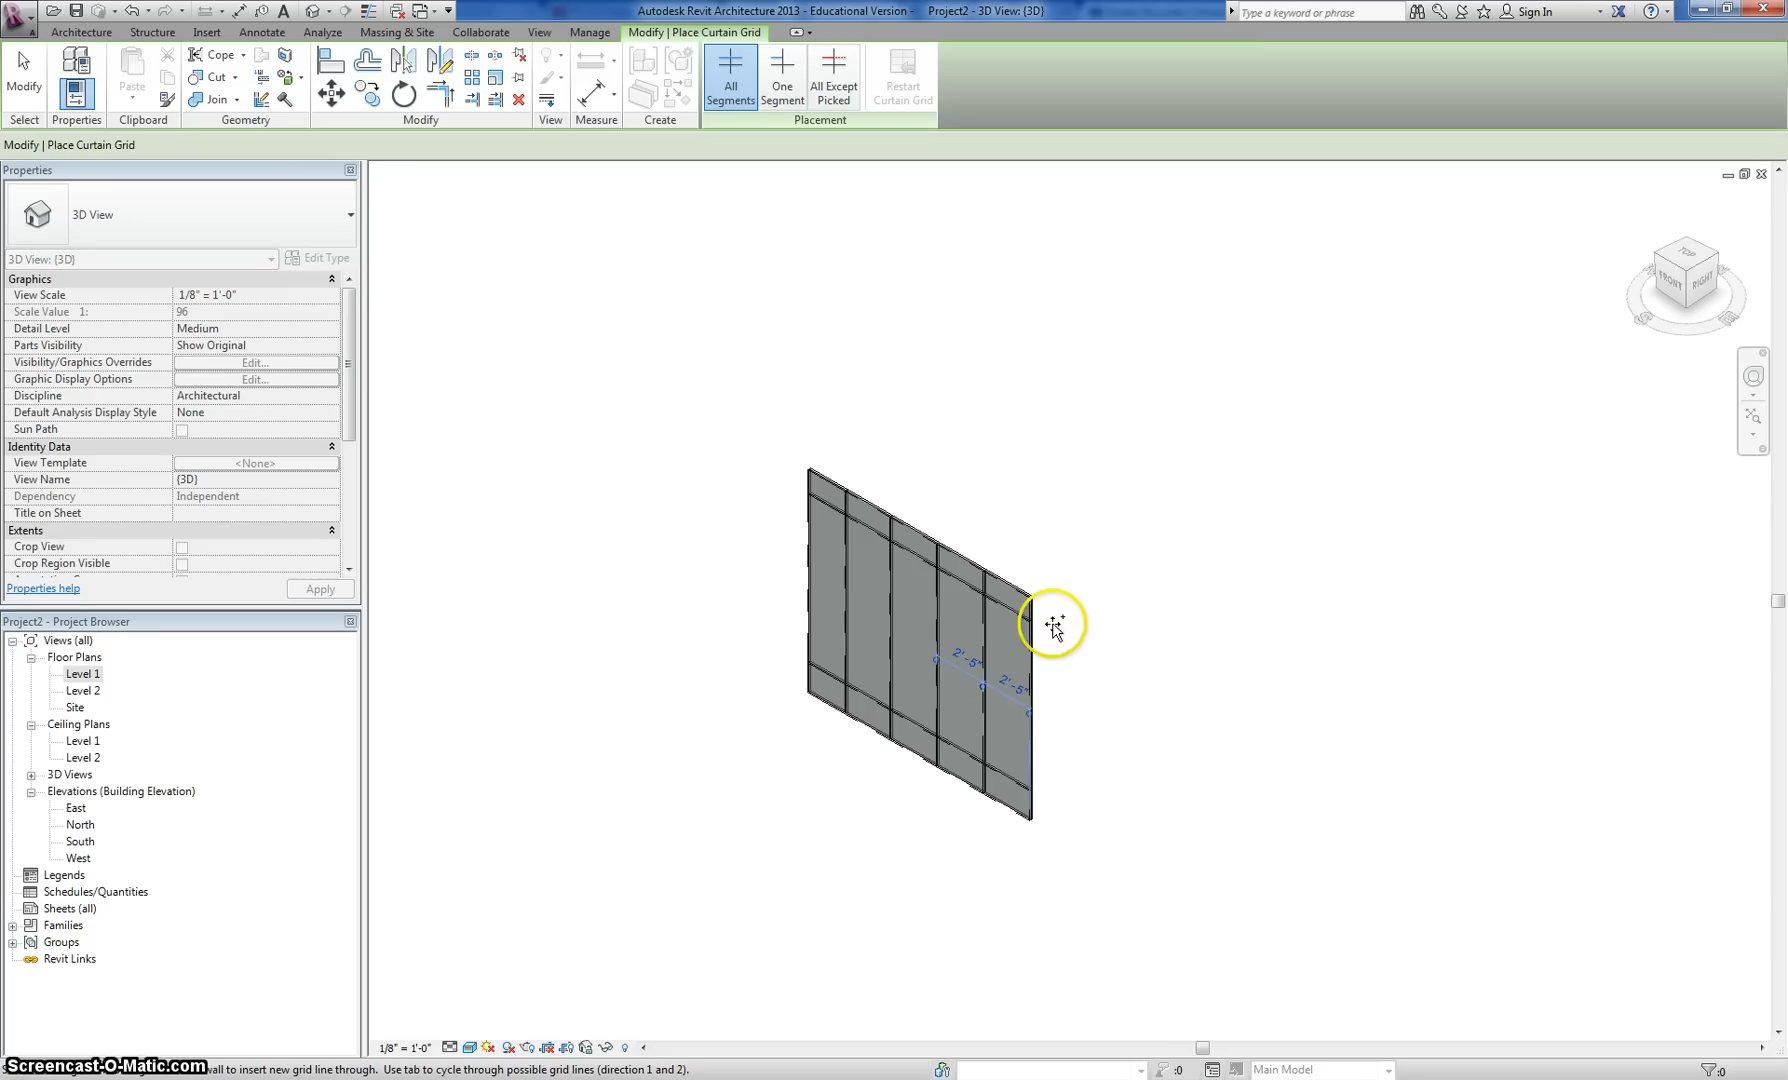 Autodesk Revit Architecture 2013 - Educational Version - Project2 - 3D View: {3D}
Type a keyword or phrase
Sign In
Architecture Structure Insert Annotate Analyze Massing & Site Collaborate View Manage Modify | Place Curtain Grid
Modify
Paste
Cope
Cut
Join
All Segments
One Segment
All Except Picked
Restart Curtain Grid
Select Properties Clipboard Geometry Modify View Measure Create Placement
Modify | Place Curtain Grid
Properties
3D View
3D View: {3D}
Edit Type
Graphics
View Scale 1/8" = 1'-0"
Scale Value 1: 96
Detail Level Medium
Parts Visibility Show Original
Visibility/Graphics Overrides Edit...
Graphic Display Options Edit...
Discipline Architectural
Default Analysis Display Style None
Sun Path
Identity Data
View Template <None>
View Name {3D}
Dependency Independent
Title on Sheet
Extents
Crop View
Crop Region Visible
Properties help
Apply
Project2 - Project Browser
Views (all)
Floor Plans
Level 1
Level 2
Site
Ceiling Plans
Level 1
Level 2
3D Views
Elevations (Building Elevation)
East
North
South
West
Legends
Schedules/Quantities
Sheets (all)
Families
Groups
Revit Links
TOP
FRONT
RIGHT
S
E
2'-5"
2'-5"
1/8" = 1'-0"
Screencast-O-Matic.com
wall to insert new grid line through. Use tab to cycle through possible grid lines (direction 1 and 2).
:0
Main Model
:0